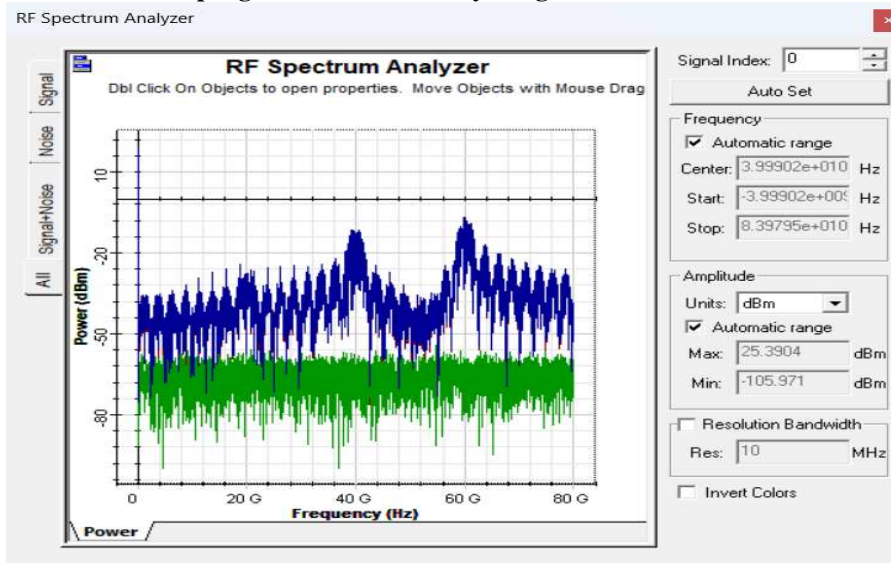 RF Spectrum Analyzer
Signal Index: 0
Auto Set
Frequency
Automatic range
Center: 3.99902e+010 Hz
Start: -3.99902e+009 Hz
Stop: 8.39795e+010 Hz
Amplitude
Units: dBm
Automatic range
Max: 25.3904 dBm
Min: -105.971 dBm
Resolution Bandwidth
Res: 10 MHz
Invert Colors
Signal
Noise
Signal+Noise
All
RF Spectrum Analyzer
Dbl Click On Objects to open properties. Move Objects with Mouse Drag
Power (dBm)
10
-20
-50
-80
0 20 G 40 G 60 G 80 G
Frequency (Hz)
Power